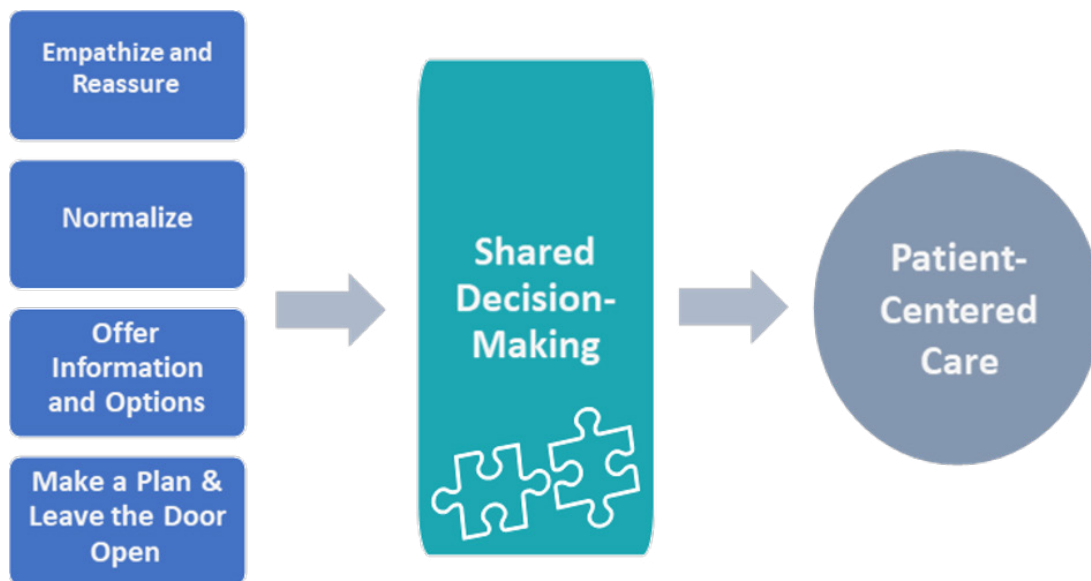 Empathize and
Reassure
Normalize
Offer
Information
and Options
Make a Plan &
Leave the Door
Open
Shared
Decision-
Making
Patient-
Centered
Care